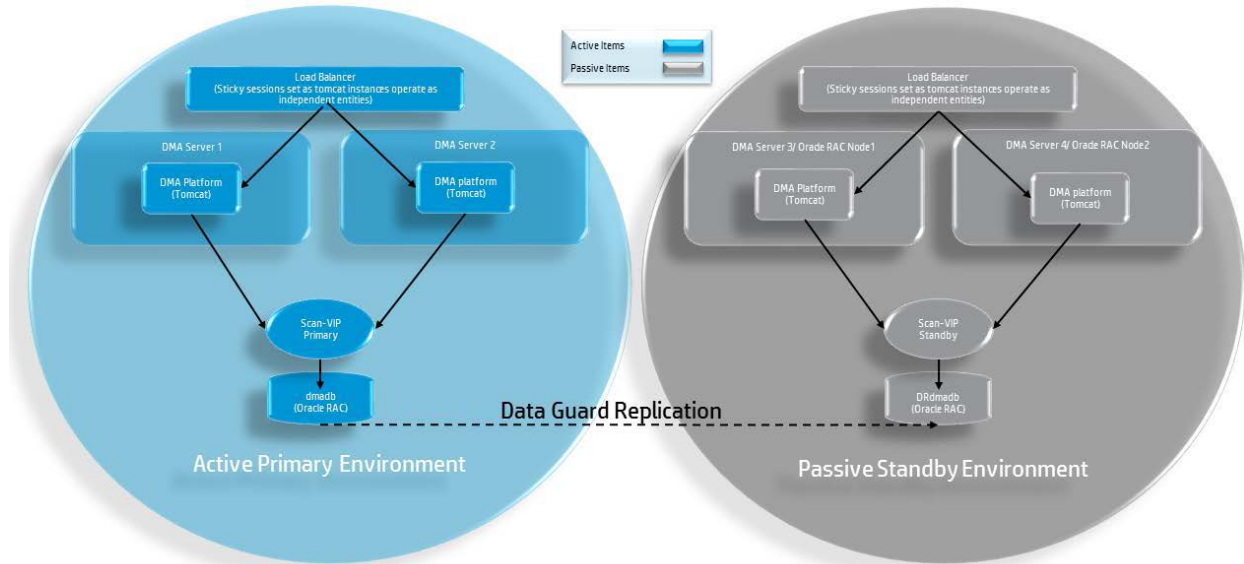 Active Items
Passive Items
Load Balancer
(Sticky sessions set as tomcat instances operate as
independent entities)
DMA Server 1
DMA Server 2
DMA Platform
(Tomcat)
DMA platform
(Tomcat)
Scan-VIP
Primary
dmadb
(Oracle RAC)
Active Primary Environment
Data Guard Replication
Load Balancer
(Sticky sessions set as tomcat instances operate as
independent entities)
DMA Server 3/ Oracle RAC Node1
DMA Server 4/ Oracle RAC Node2
DMA Platform
(Tomcat)
DMA platform
(Tomcat)
Scan-VIP
Standby
DRdmadb
(Oracle RAC)
Passive Standby Environment